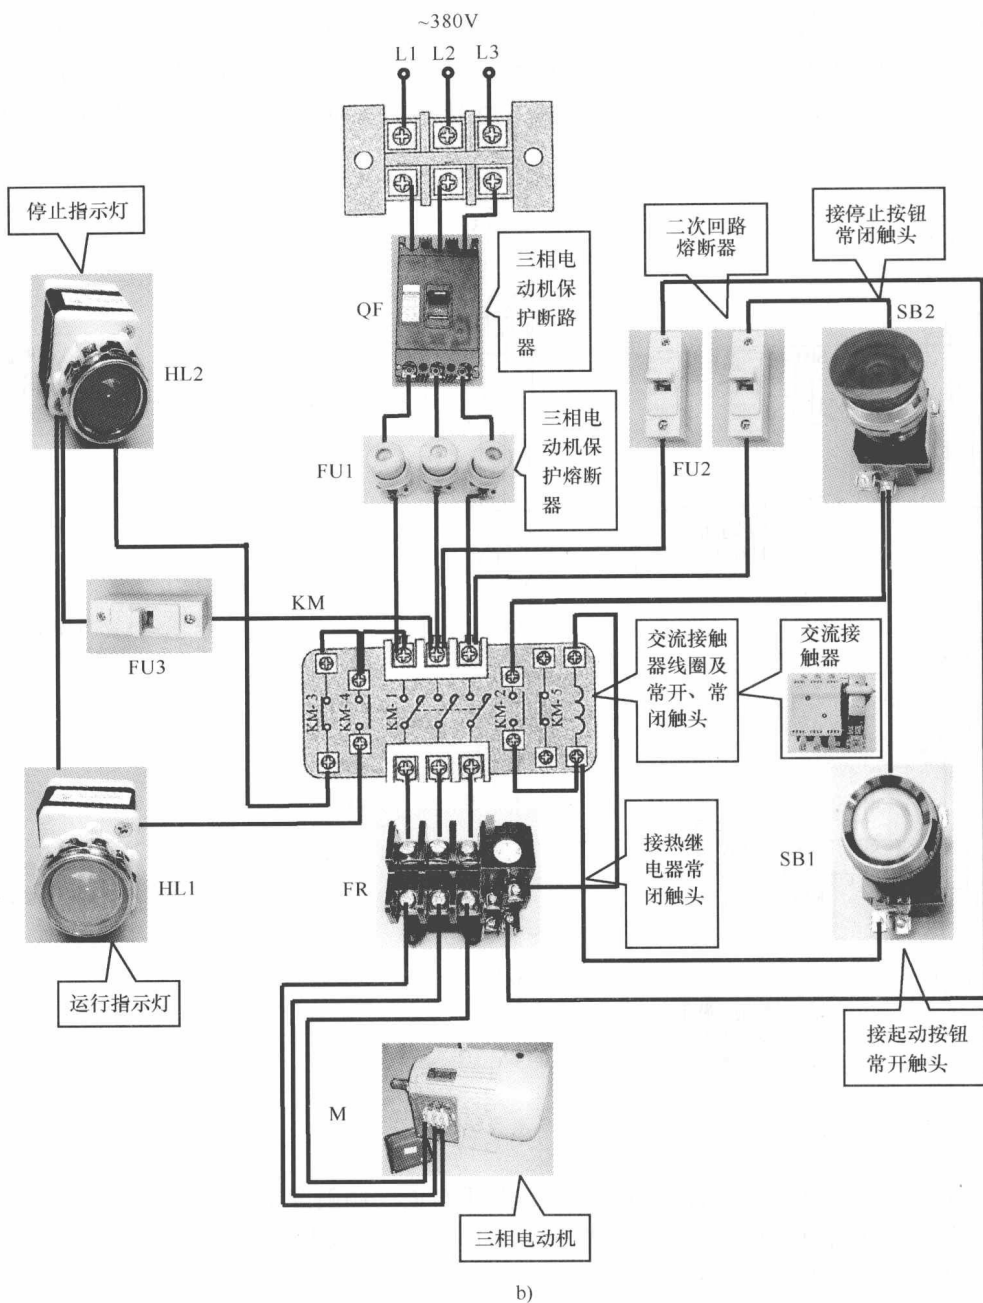 ~380V
L1 L2 L3
停止指示灯
HL2
QF
三相电
动机保
护断路
器
二次回路
熔断器
接停止按钮
常闭触头
SB2
FU1
三相电
动机保
护熔断
器
FU2
KM
FU3
KM-3
KM-4
KM-1
KM-2
KM-5
交流接触
器线圈及
常开、常
闭触头
交流接
触器
HL1
运行指示灯
FR
接热继
电器常
闭触头
SB1
接起动按钮
常开触头
M
三相电动机
b)